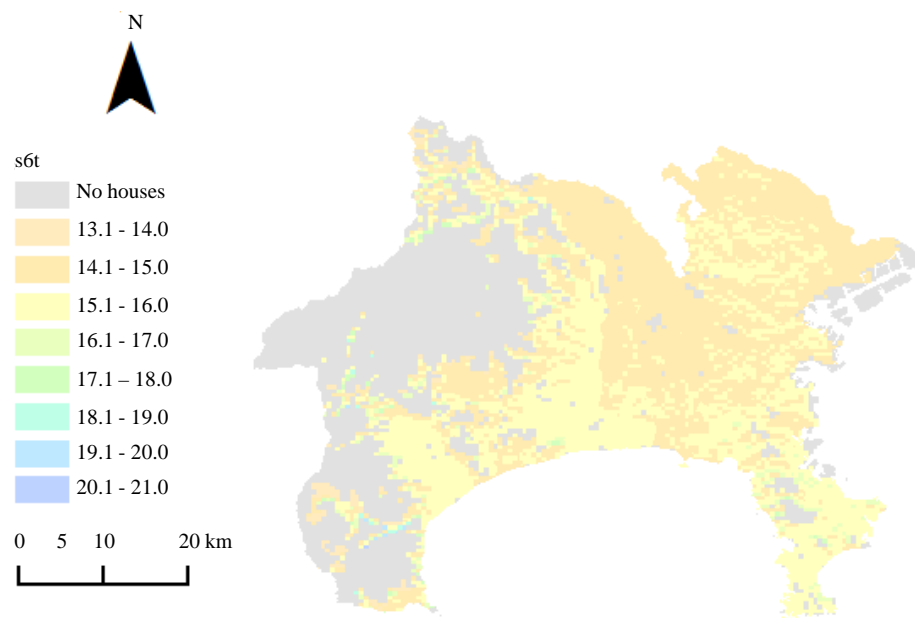 N
s6t
No houses
13.1 - 14.0
14.1 - 15.0
15.1 - 16.0
16.1 - 17.0
17.1 – 18.0
18.1 - 19.0
19.1 - 20.0
20.1 - 21.0
0 5 10 20 km